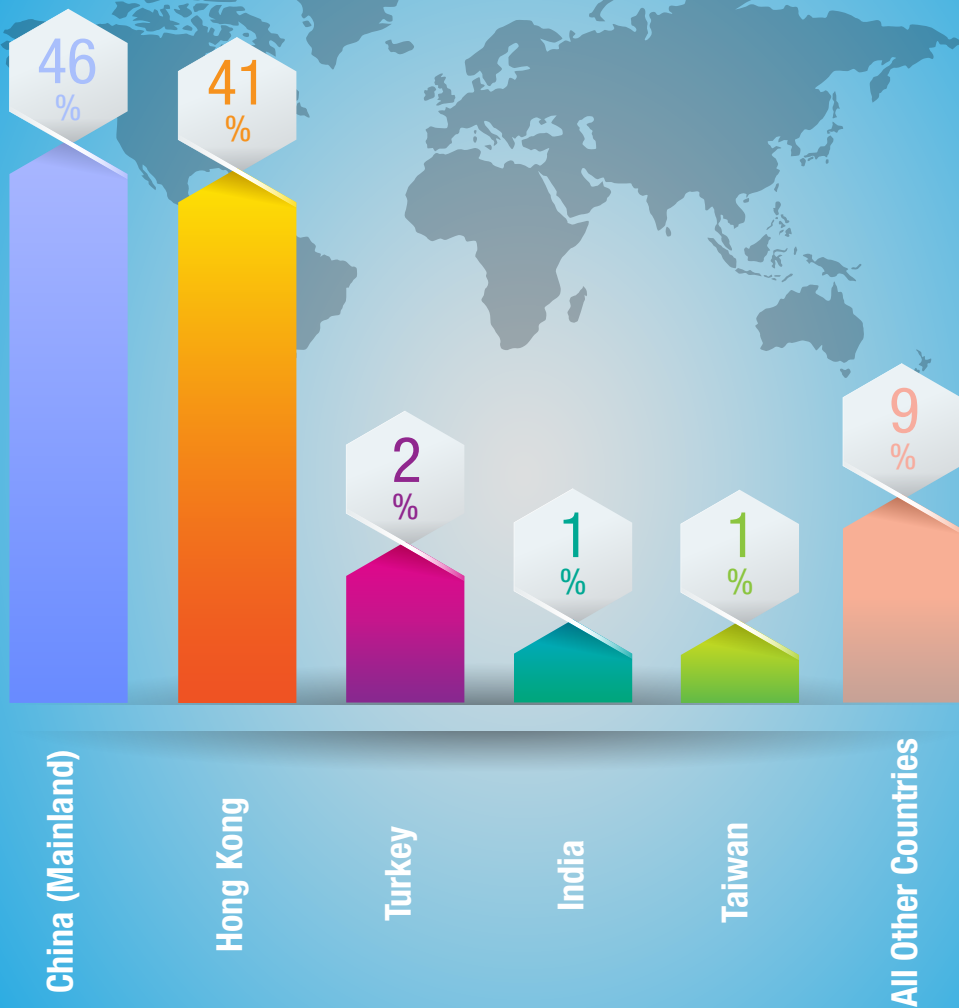 46
%
41
%
2
%
1
%
1
%
9
%
China (Mainland)
Hong Kong
Turkey
India
Taiwan
All Other Countries